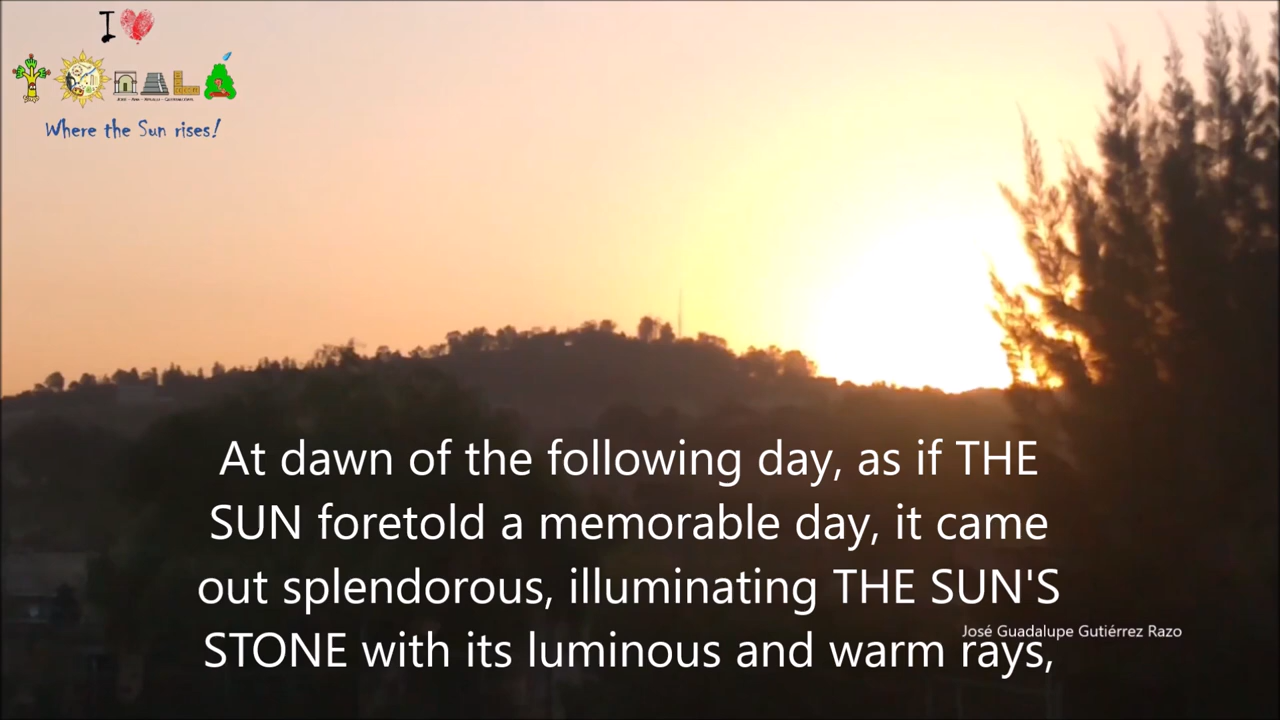 I
TONALÁ
Where the Sun rises!
At dawn of the following day, as if THE
SUN foretold a memorable day, it came
out splendorous, illuminating THE SUN'S
José Guadalupe Gutiérrez Razo
STONE with its luminous and warm rays,